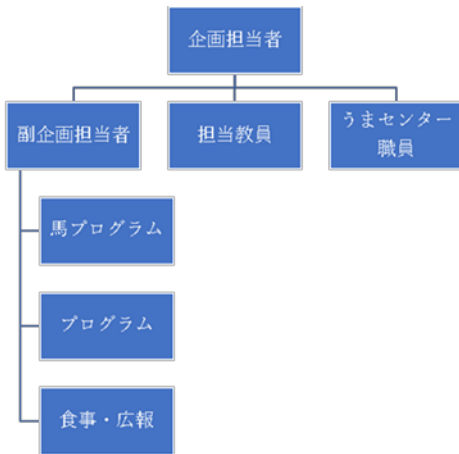 企画担当者
副企画担当者
担当教員
うまセンター
職員
馬プログラム
プログラム
食事・広報